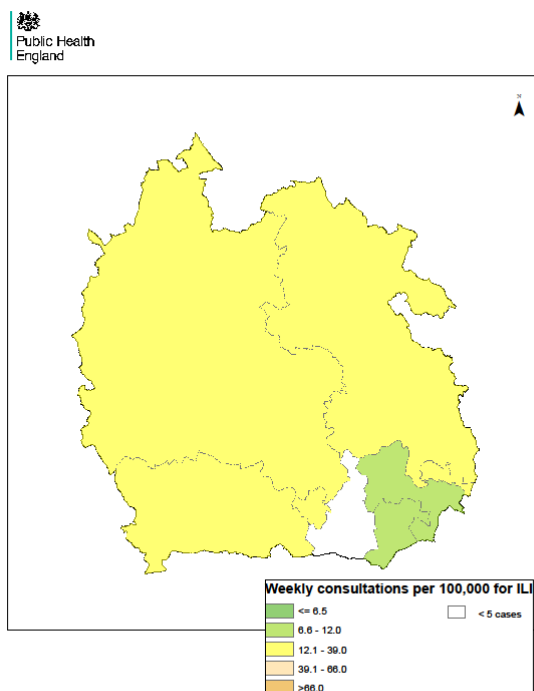 Public Health
England
N
Weekly consultations per 100,000 for ILI
<= 6.5
< 5 cases
6.6 - 12.0
12.1 - 39.0
39.1 - 66.0
>66.0